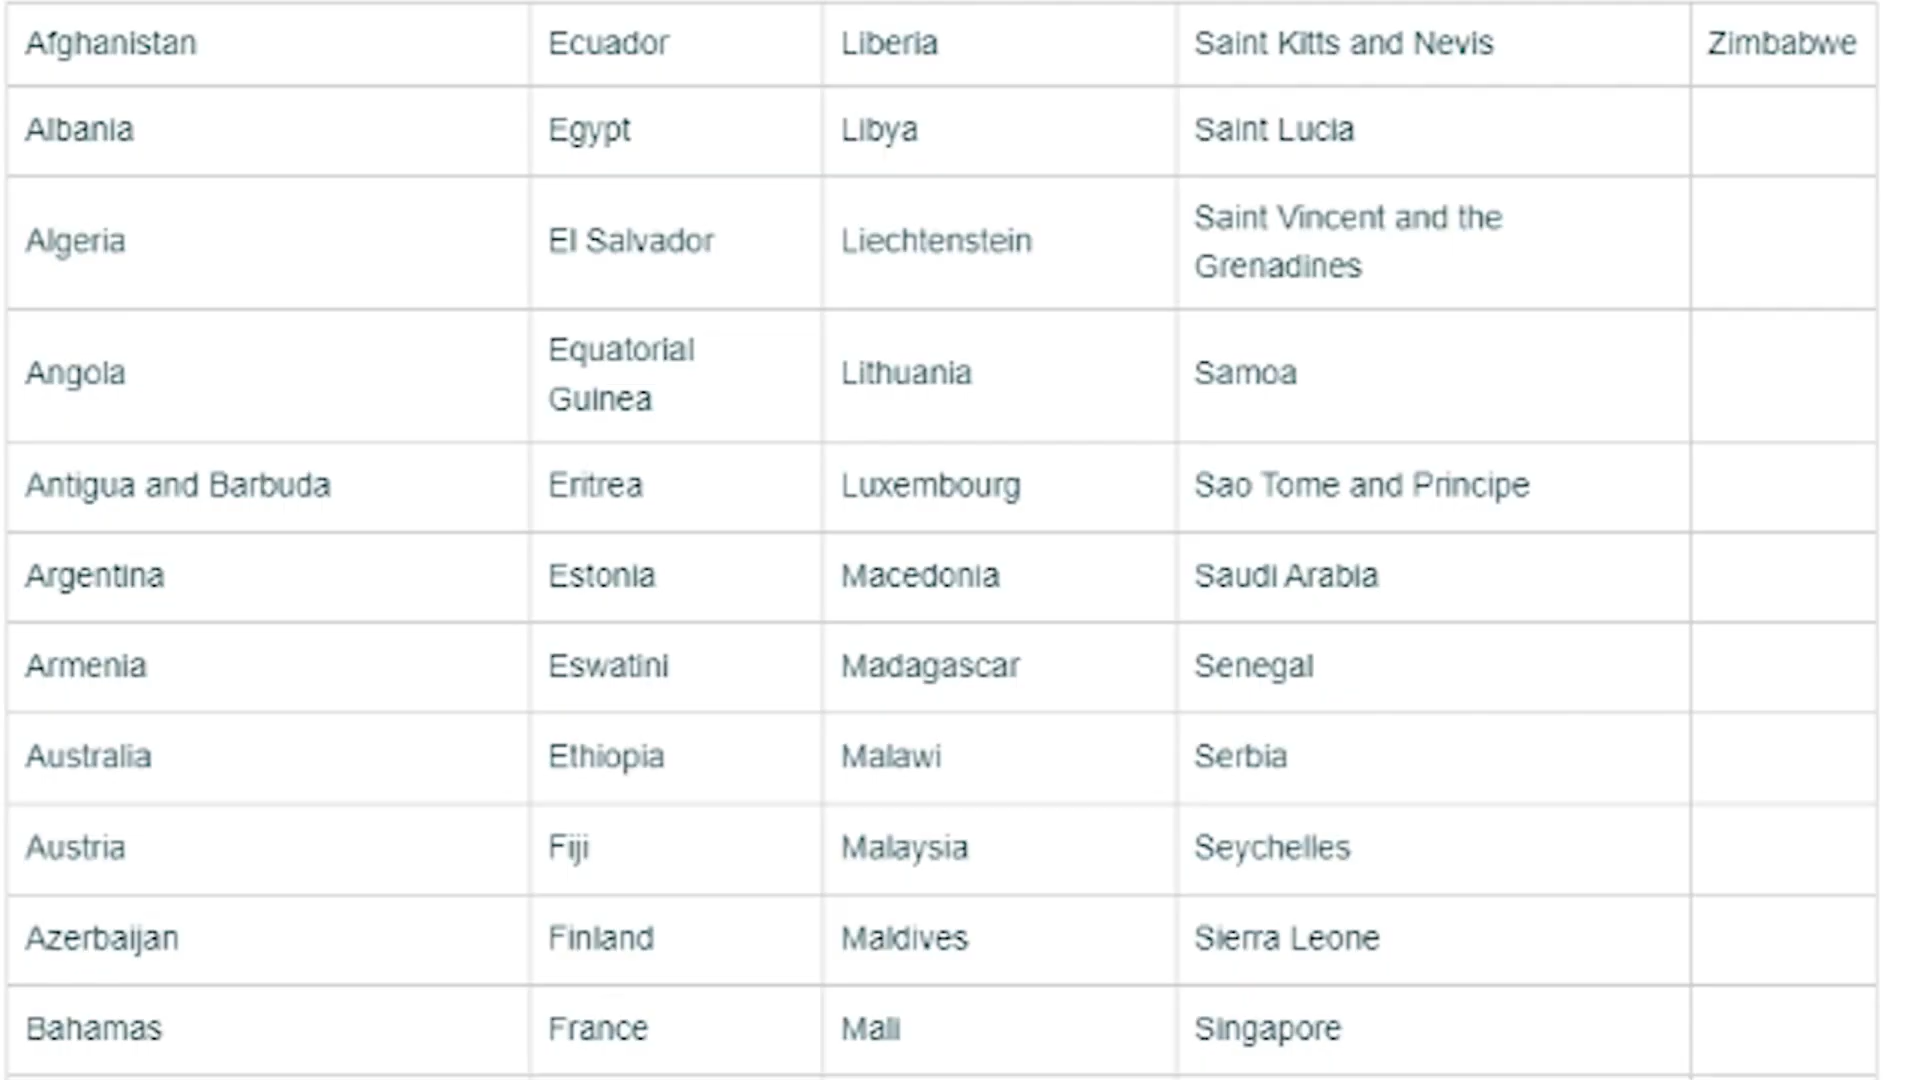 Afghanistan Ecuador Liberia Saint Kitts and Nevis Zimbabwe
Albania Egypt Libya Saint Lucia
Algeria El Salvador Liechtenstein Saint Vincent and the
Grenadines
Angola Equatorial
Guinea Lithuania Samoa
Antigua and Barbuda Eritrea Luxembourg Sao Tome and Principe
Argentina Estonia Macedonia Saudi Arabia
Armenia Eswatini Madagascar Senegal
Australia Ethiopia Malawi Serbia
Austria Fiji Malaysia Seychelles
Azerbaijan Finland Maldives Sierra Leone
Bahamas France Mali Singapore